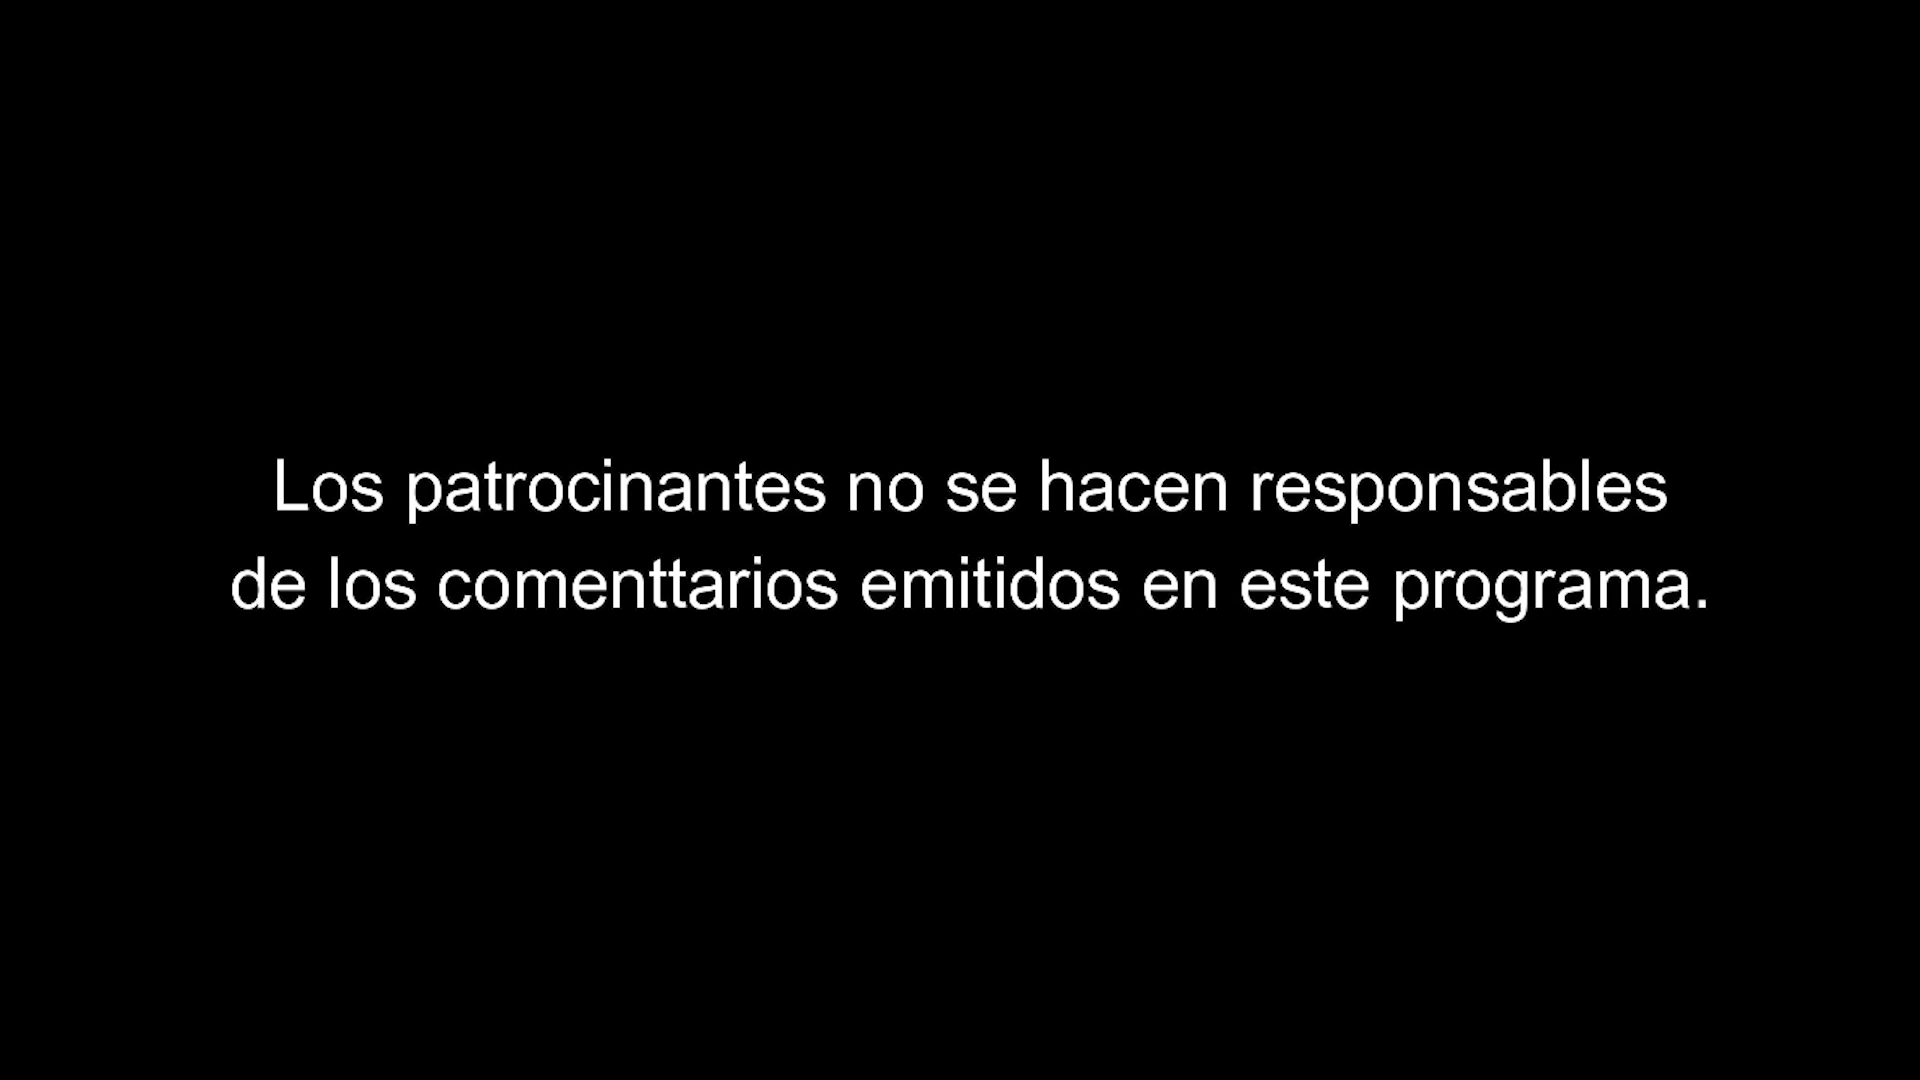 Los patrocinantes no se hacen responsables
de los comenttarios emitidos en este programa.